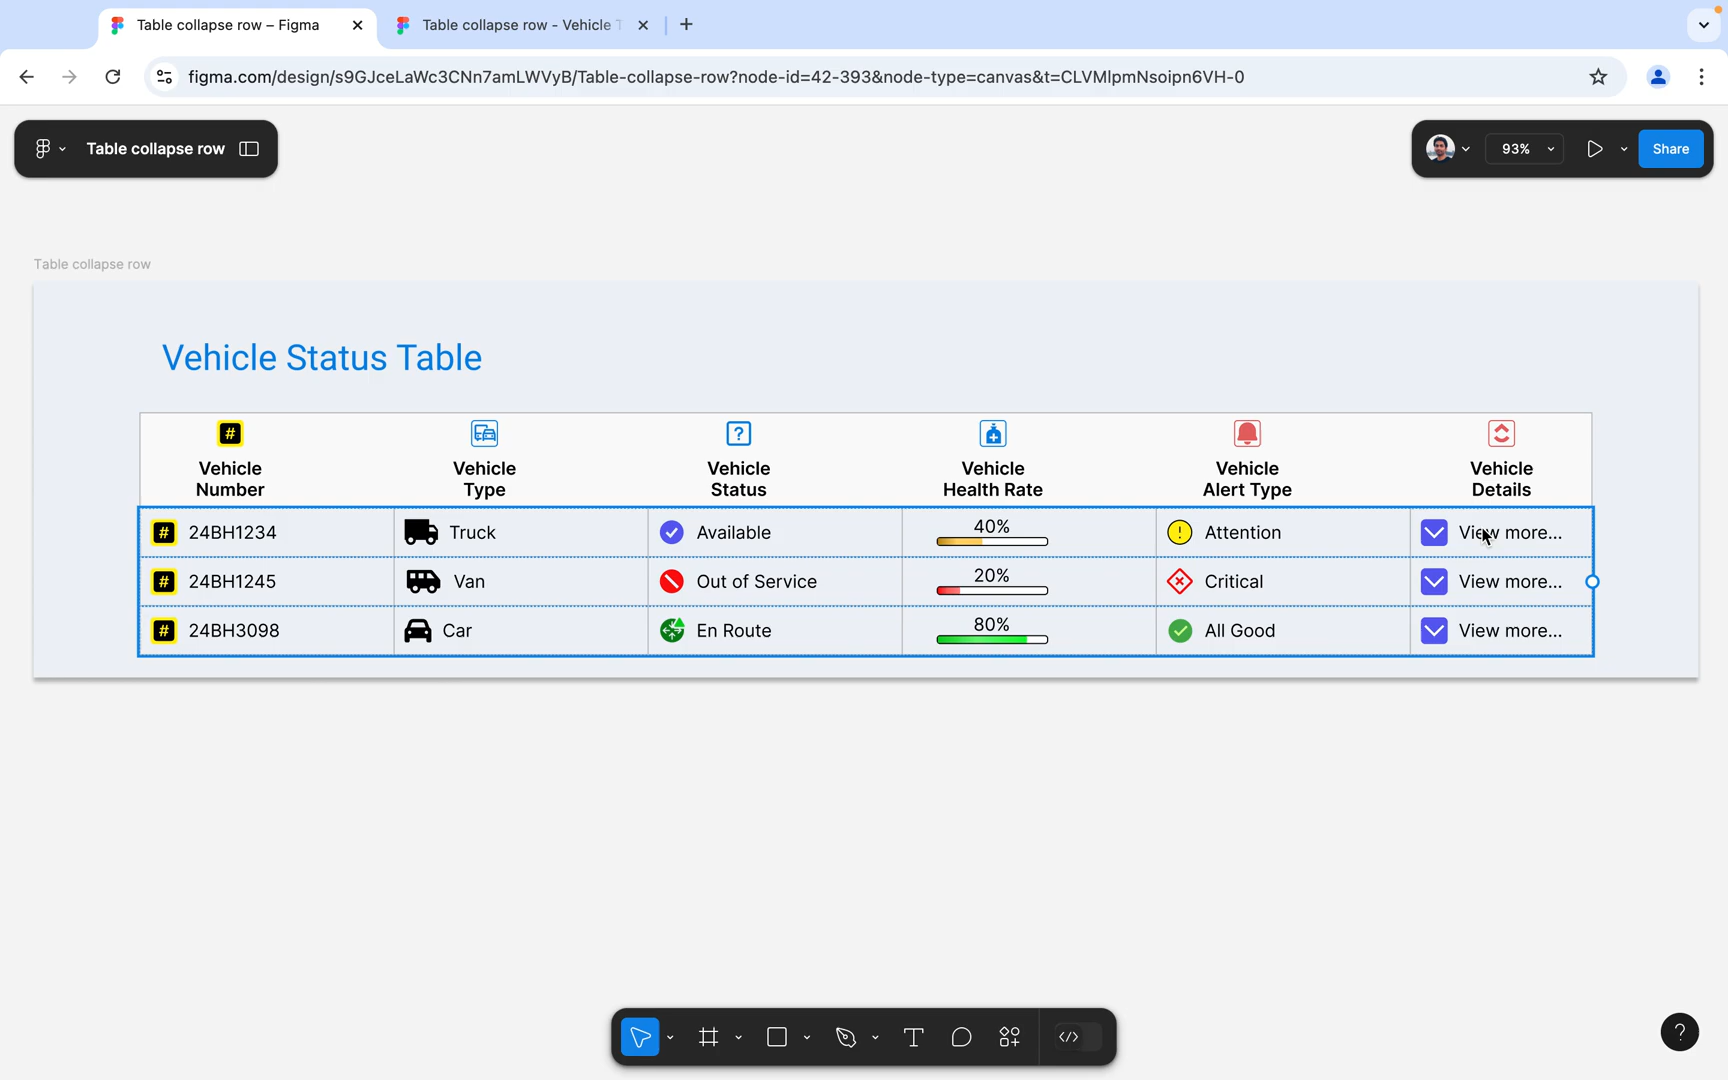 Table collapse row – Figma
Table collapse row - Vehicle T
figma.com/design/s9GJceLaWc3CNn7amLWVyB/Table-collapse-row?node-id=42-393&node-type=canvas&t=CLVMlpmNsoipn6VH-0
Table collapse row
93%
Share
Table collapse row
Vehicle Status Table
#
?
Vehicle Number
Vehicle Type
Vehicle Status
Vehicle Health Rate
Vehicle Alert Type
Vehicle Details
# 24BH1234 Truck Available 40% ! Attention View more...
# 24BH1245 Van Out of Service 20% Critical View more...
# 24BH3098 Car En Route 80% All Good View more...
T
?